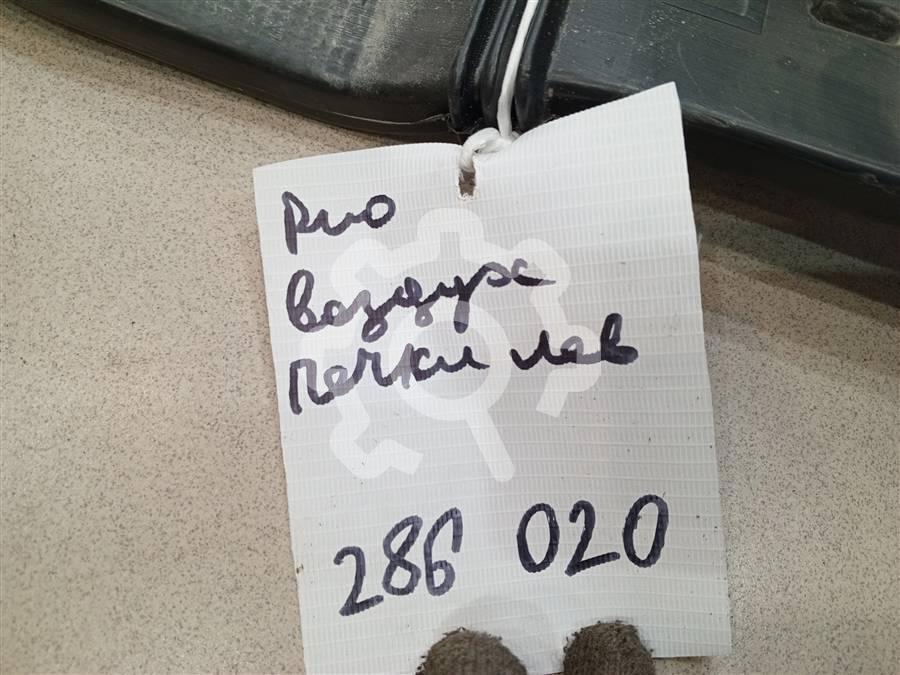 Рио
воздух
печки лев
286 020